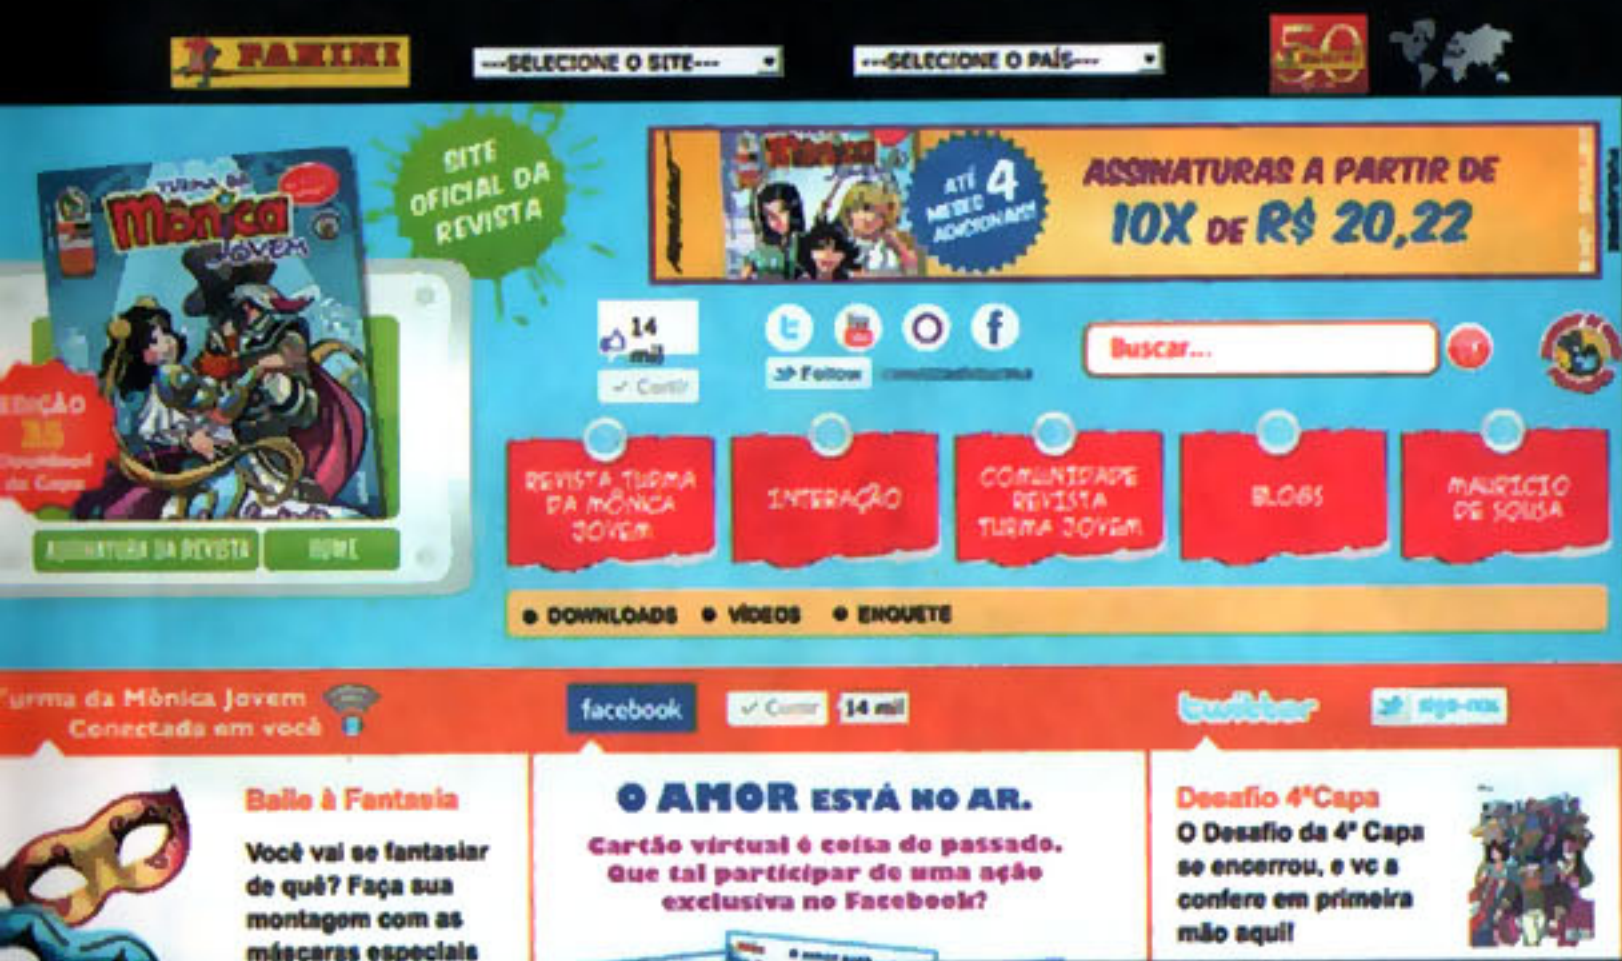 PANINI
---SELECIONE O SITE---
---SELECIONE O PAÍS---
50
SITE
OFICIAL DA
REVISTA
TURMA DA
Mônica
JOVEM
EDIÇÃO
da Capa
ASSINATURA DA REVISTA
HOME
ATÉ 4
MESES
ADICIONAIS!
ASSINATURAS A PARTIR DE
10X DE R$ 20,22
14
mil
Curtir
Follow
Buscar...
REVISTA TURMA
DA MÔNICA
JOVEM
INTERAÇÃO
COMUNIDADE
REVISTA
TURMA JOVEM
BLOGS
MAURICIO
DE SOUSA
DOWNLOADS
VÍDEOS
ENQUETE
Turma da Mônica Jovem
Conectada em você
facebook
Curtir
14 mil
twitter
siga-nos
Baile à Fantasia
Você vai se fantasiar
de quê? Faça sua
montagem com as
máscaras especiais
O AMOR ESTÁ NO AR.
Cartão virtual é coisa do passado.
Que tal participar de uma ação
exclusiva no Facebook?
Desafio 4ªCapa
O Desafio da 4ª Capa
se encerrou, e vc a
confere em primeira
mão aqui!